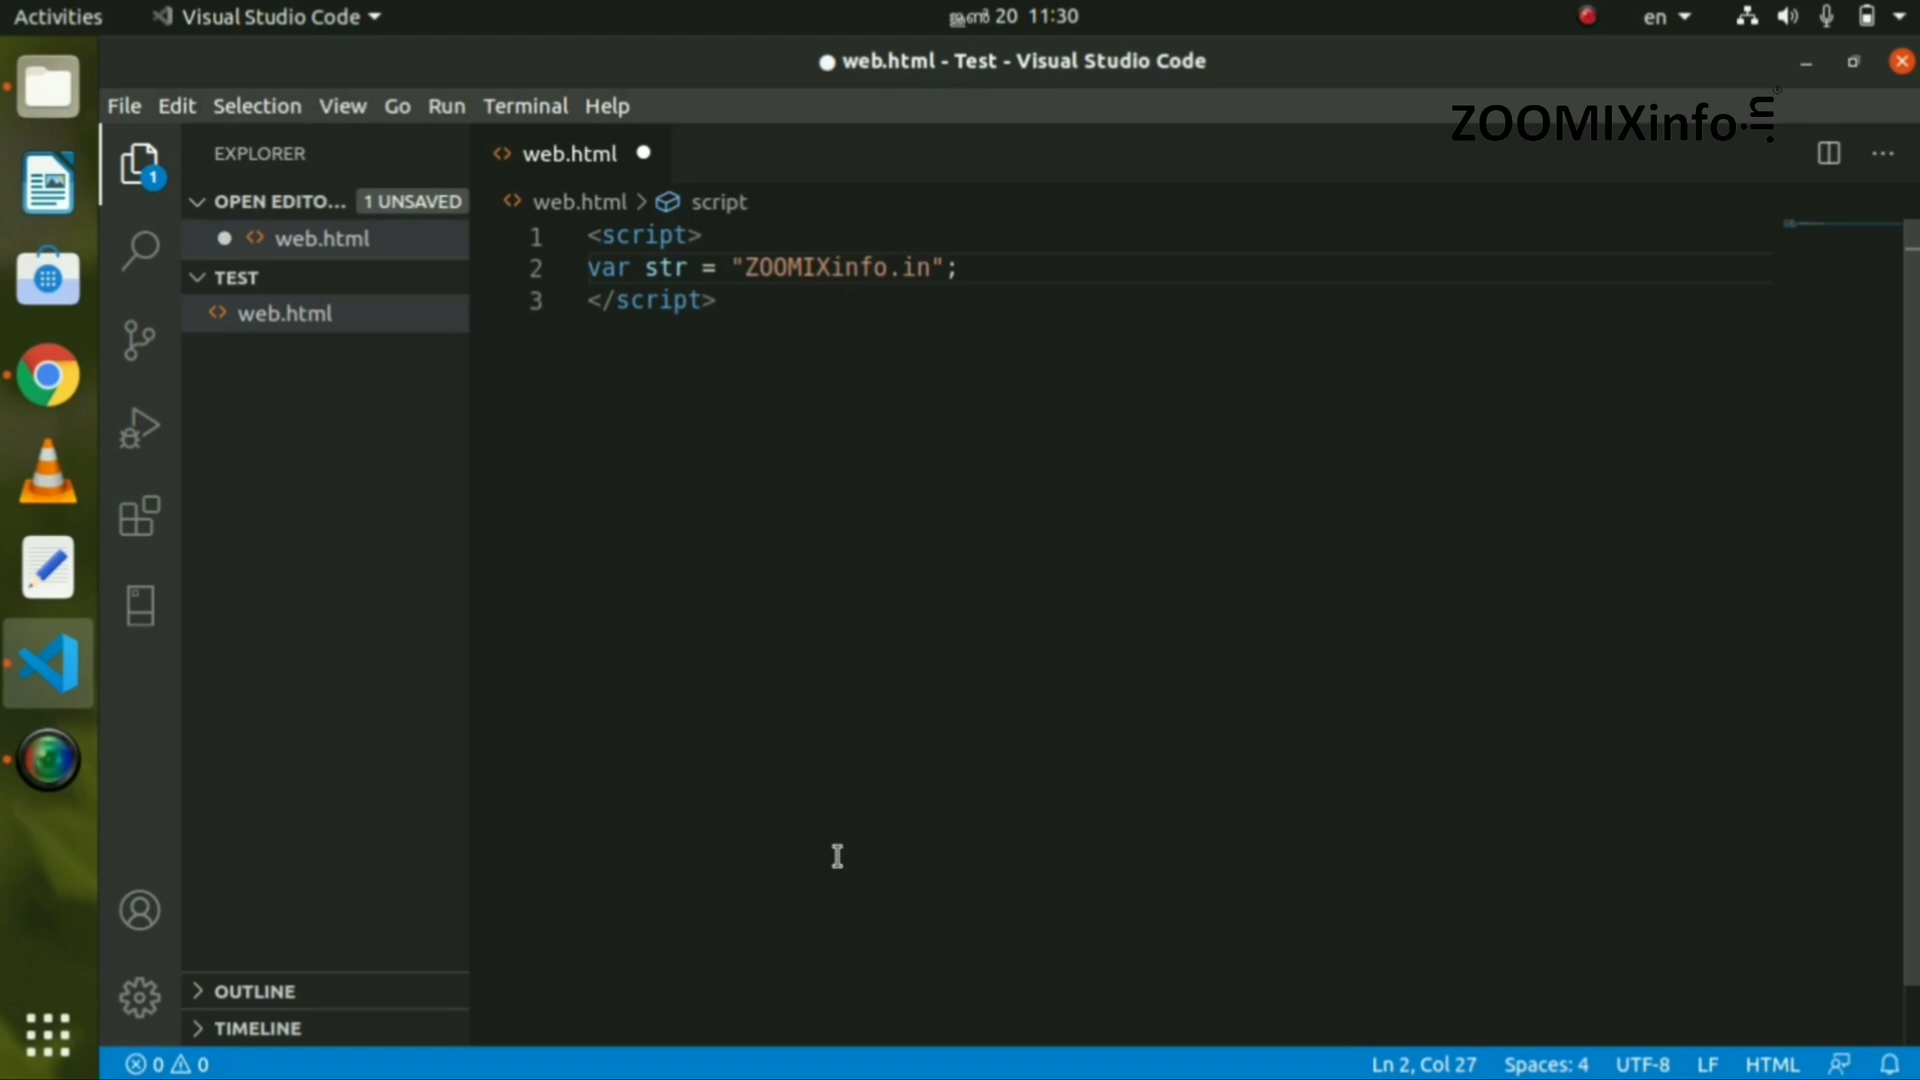 Activities Visual Studio Code ജൂൺ 20 11:30 en
web.html - Test - Visual Studio Code
File Edit Selection View Go Run Terminal Help
ZOOMIXinfo.in®
EXPLORER
web.html
1
OPEN EDITO... 1 UNSAVED
web.html > script
web.html
1 <script>
2 var str = "ZOOMIXinfo.in";
3 </script>
TEST
web.html
OUTLINE
TIMELINE
0 0 Ln 2, Col 27 Spaces: 4 UTF-8 LF HTML